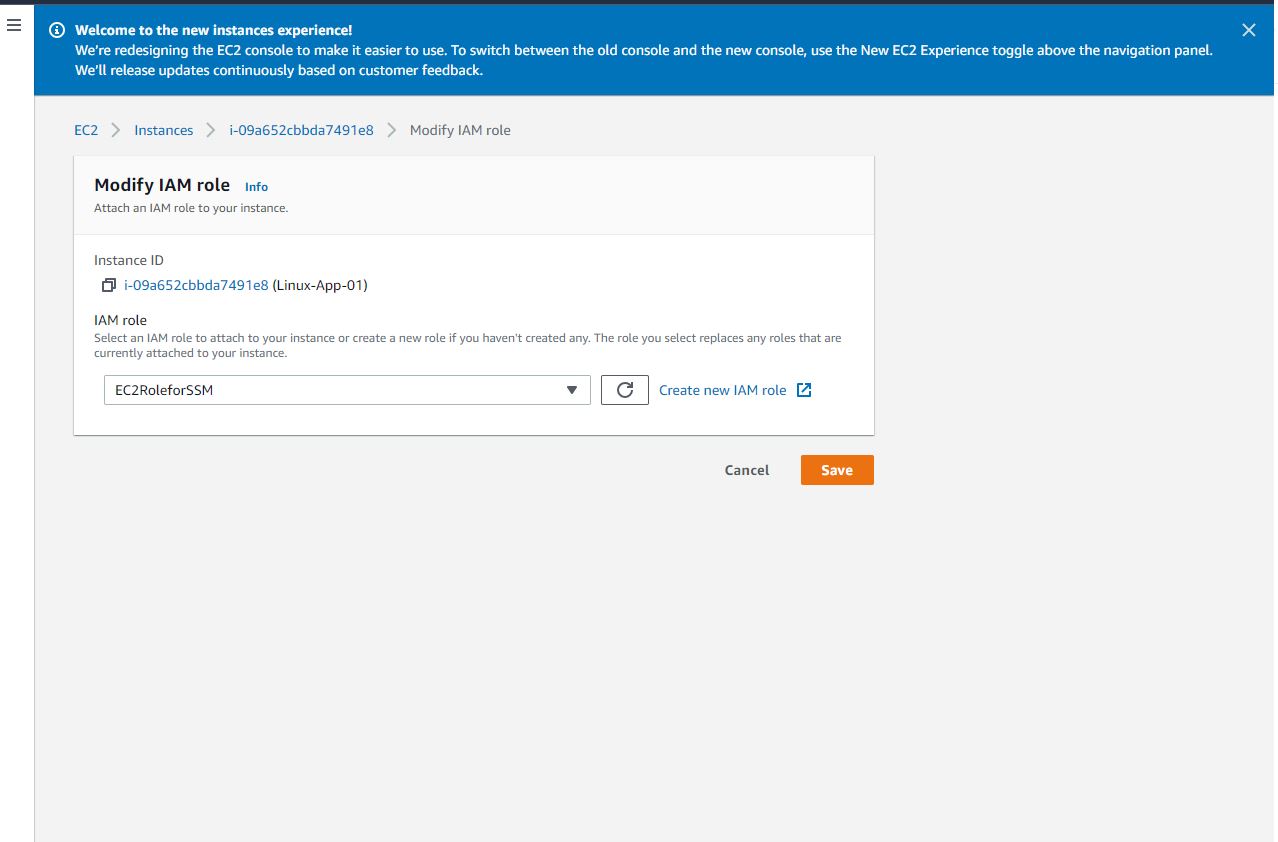 Welcome to the new instances experience!
We're redesigning the EC2 console to make it easier to use. To switch between the old console and the new console, use the New EC2 Experience toggle above the navigation panel.
We'll release updates continuously based on customer feedback.
EC2 > Instances > i-09a652cbbda7491e8 > Modify IAM role
Modify IAM role Info
Attach an IAM role to your instance.
Instance ID
i-09a652cbbda7491e8 (Linux-App-01)
IAM role
Select an IAM role to attach to your instance or create a new role if you haven't created any. The role you select replaces any roles that are
currently attached to your instance.
EC2RoleforSSM Create new IAM role
Cancel Save